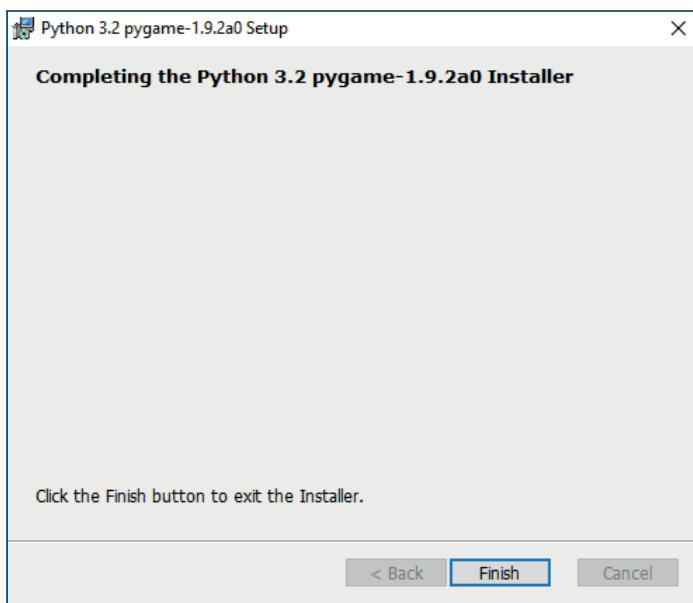 Python 3.2 pygame-1.9.2a0 Setup
Completing the Python 3.2 pygame-1.9.2a0 Installer
Click the Finish button to exit the Installer.
< Back Finish Cancel